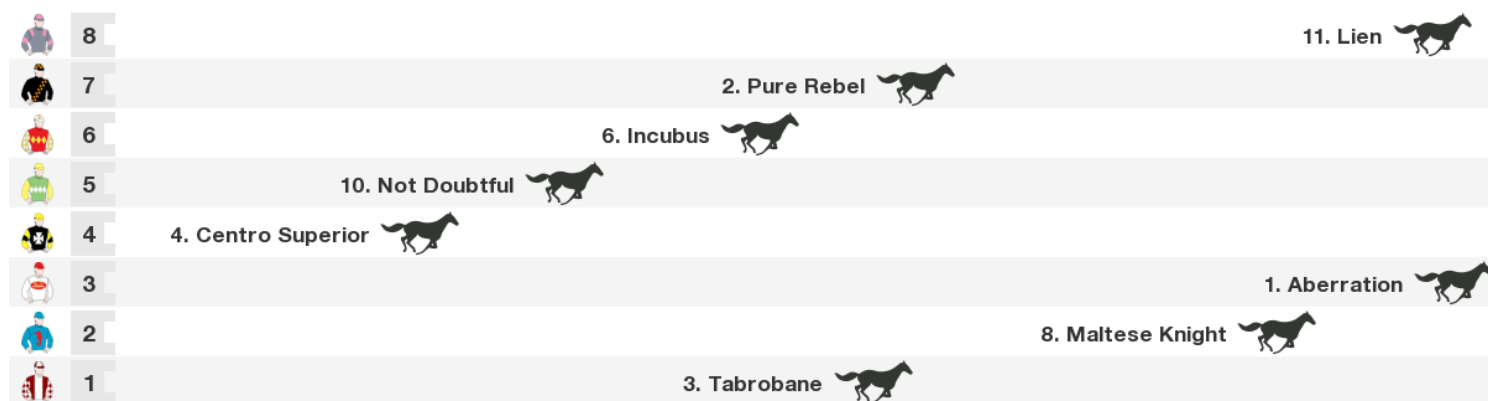 8 11. Lien
7 2. Pure Rebel
6 6. Incubus
5 10. Not Doubtful
4 4. Centro Superior
3 1. Aberration
2 8. Maltese Knight
1 3. Tabrobane